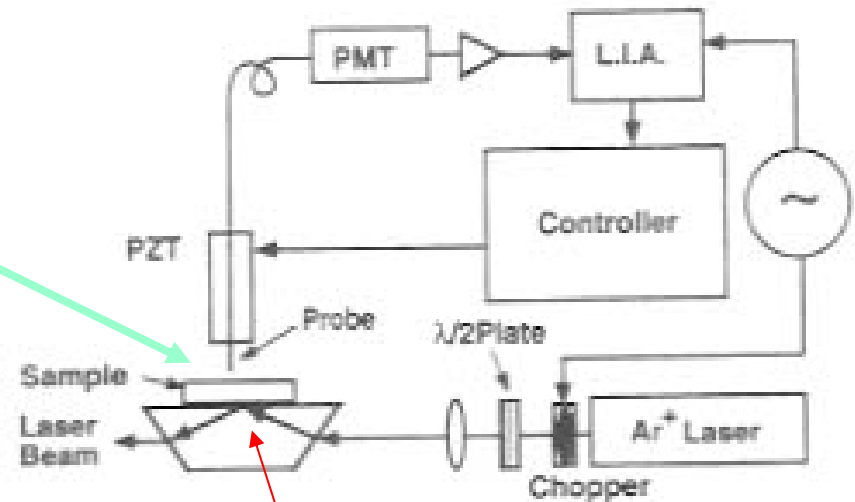 PMT
L.I.A.
~
Controller
PZT
Probe
λ/2Plate
Sample
Laser
Beam
Ar⁺ Laser
Chopper